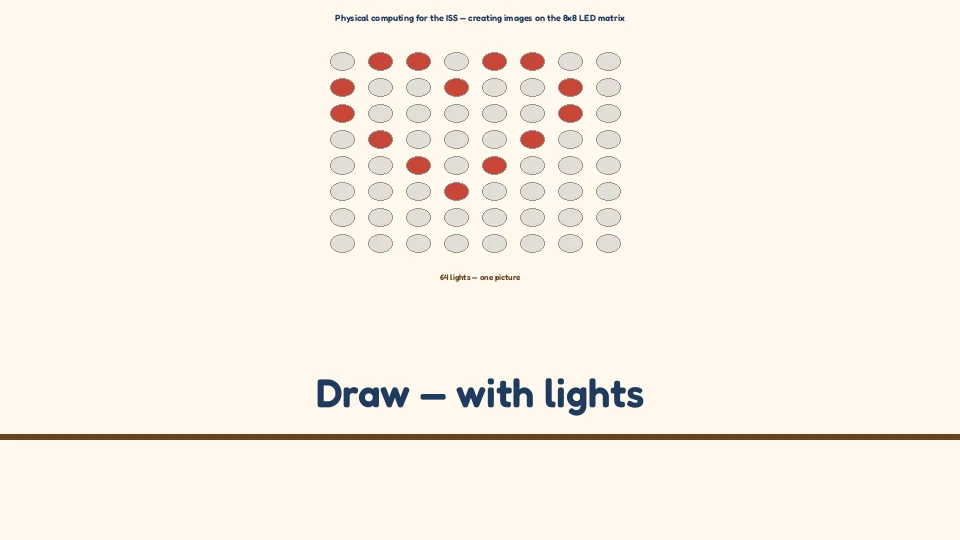 Physical computing for the ISS — creating images on the 8x8 LED matrix
64 lights — one picture
Draw — with lights